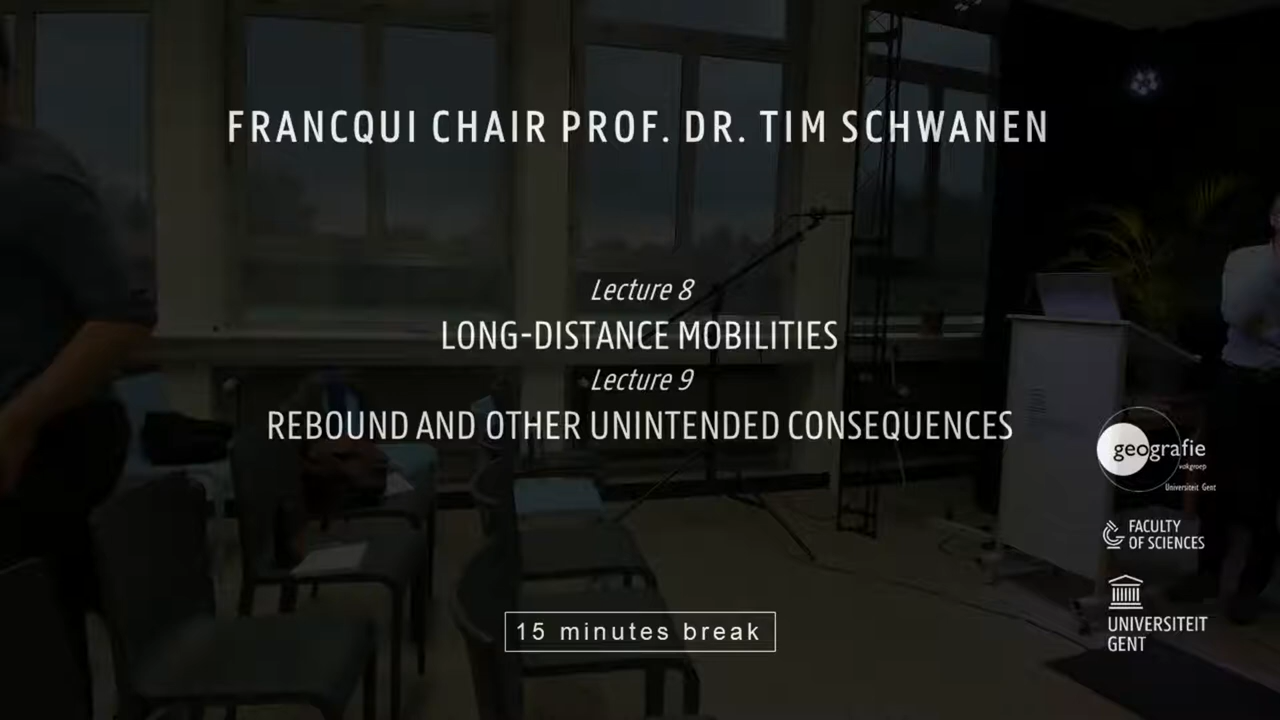 FRANCQUI CHAIR PROF. DR. TIM SCHWANEN
Lecture 8
LONG-DISTANCE MOBILITIES
Lecture 9
REBOUND AND OTHER UNINTENDED CONSEQUENCES
geografie
vakgroep
Universiteit Gent
FACULTY
OF SCIENCES
UNIVERSITEIT
GENT
15 minutes break